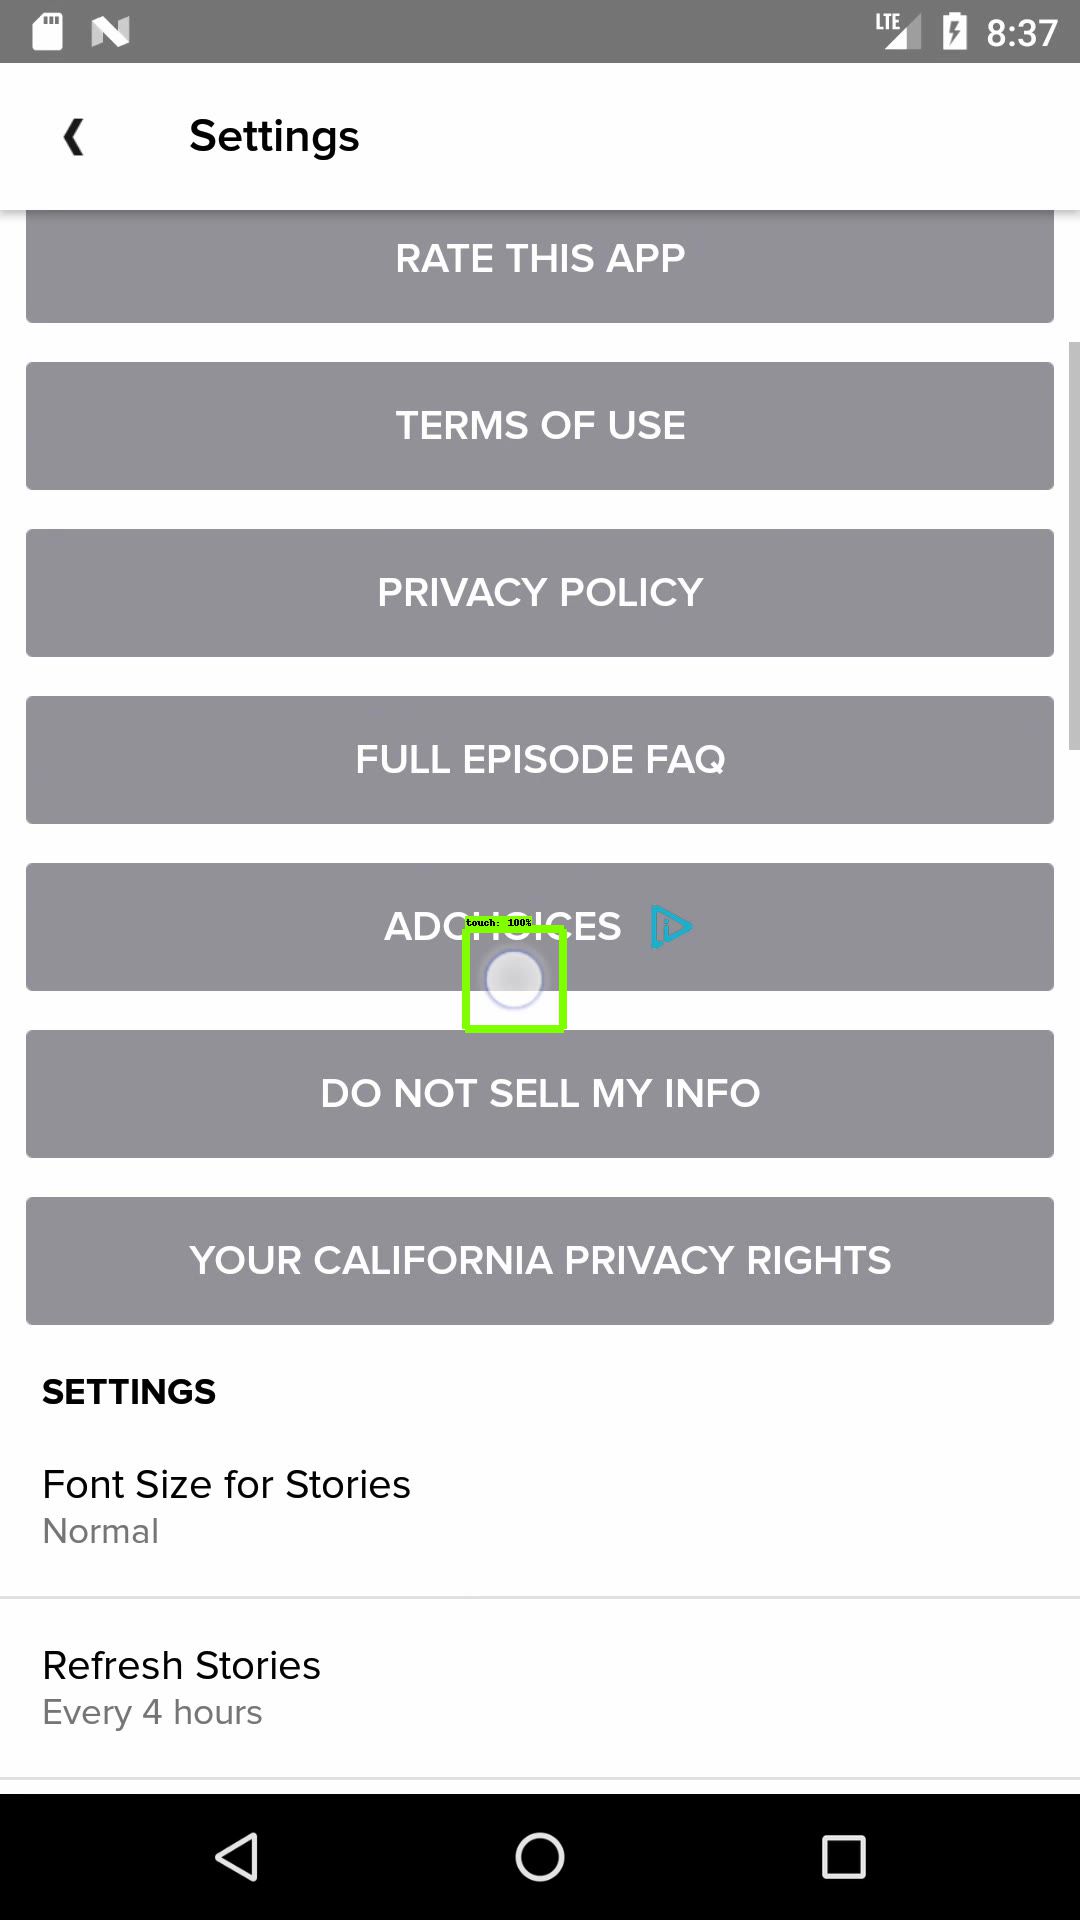 LTE 8:37
Settings
RATE THIS APP
TERMS OF USE
PRIVACY POLICY
FULL EPISODE FAQ
ADCHOICES
touch: 100%
DO NOT SELL MY INFO
YOUR CALIFORNIA PRIVACY RIGHTS
SETTINGS
Font Size for Stories
Normal
Refresh Stories
Every 4 hours